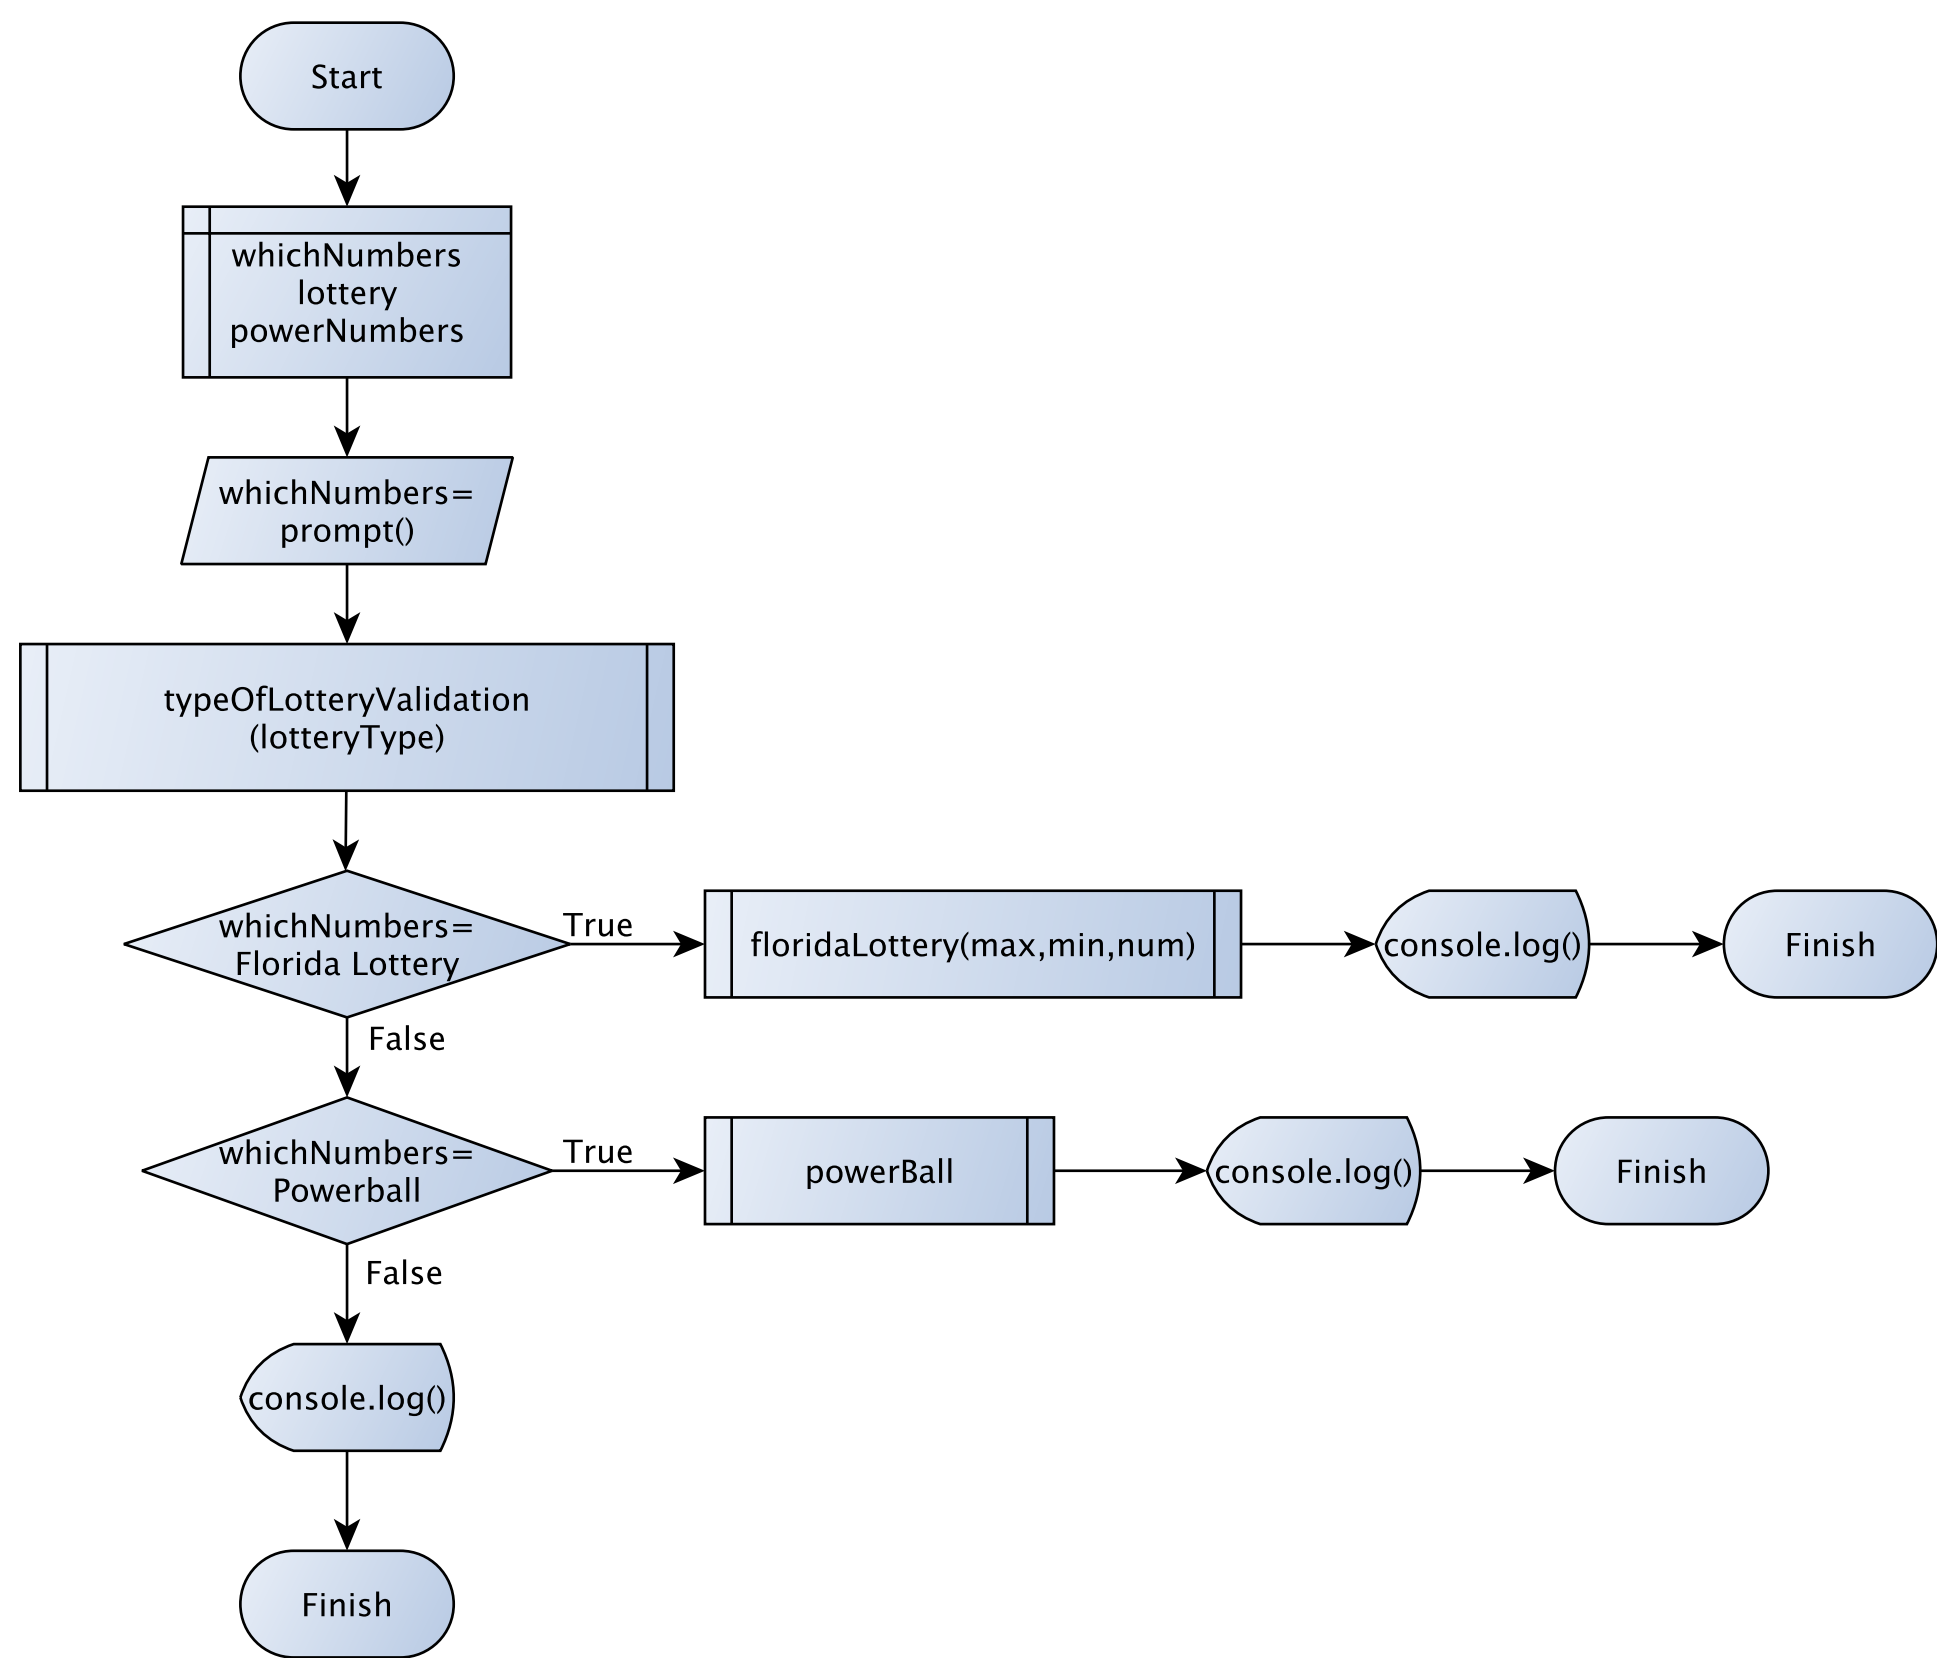 Start
whichNumbers
lottery
powerNumbers
whichNumbers=
prompt()
typeOfLotteryValidation
(lotteryType)
whichNumbers=
Florida Lottery
True
floridaLottery(max,min,num)
console.log()
Finish
False
whichNumbers=
Powerball
True
powerBall
console.log()
Finish
False
console.log()
Finish